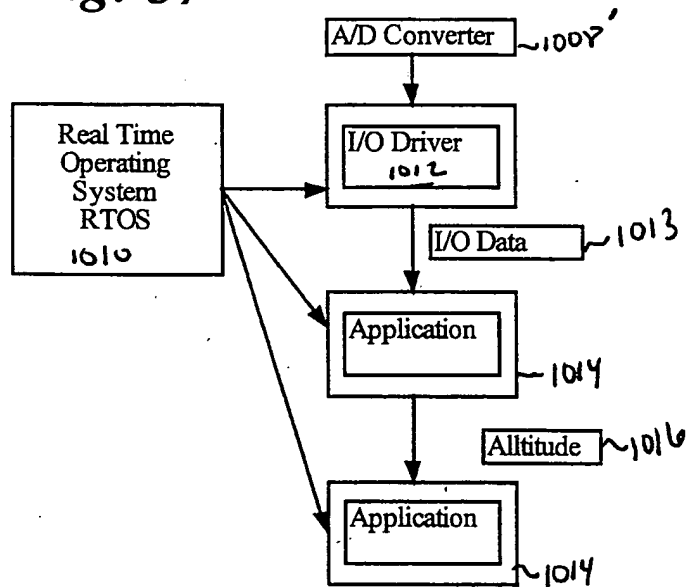 A/D Converter
1008'
Real Time
Operating
System
RTOS
1010
I/O Driver
1012
I/O Data
1013
Application
1014
Alltitude
1016
Application
1014